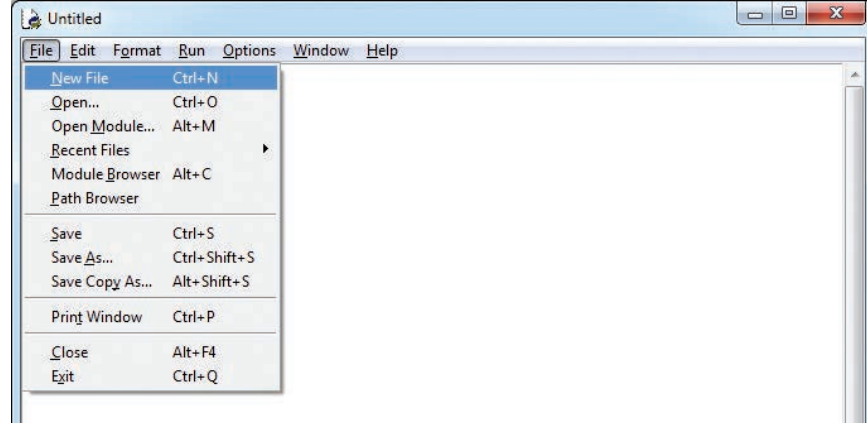 Untitled
File Edit Format Run Options Window Help
New File Ctrl+N
Open... Ctrl+O
Open Module... Alt+M
Recent Files
Module Browser Alt+C
Path Browser
Save Ctrl+S
Save As... Ctrl+Shift+S
Save Copy As... Alt+Shift+S
Print Window Ctrl+P
Close Alt+F4
Exit Ctrl+Q